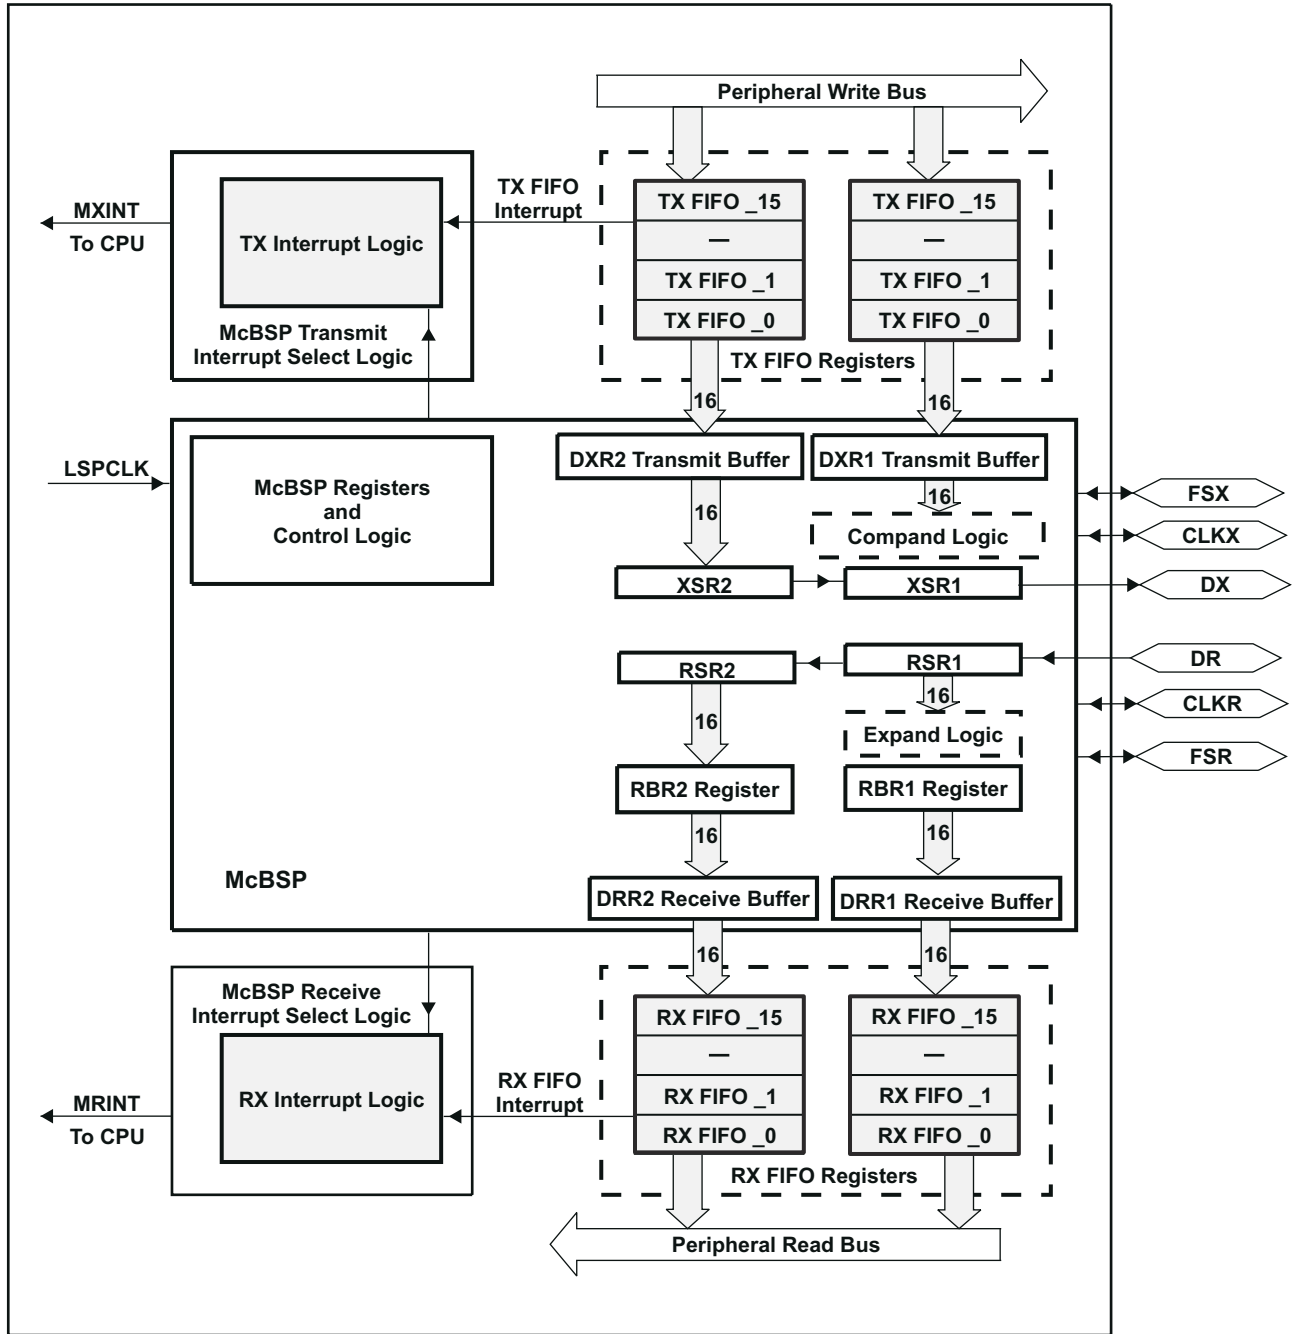 Peripheral Write Bus
TX FIFO
Interrupt
MXINT
To CPU
TX Interrupt Logic
McBSP Transmit
Interrupt Select Logic
TX FIFO _15
—
TX FIFO _1
TX FIFO _0
TX FIFO _15
—
TX FIFO _1
TX FIFO _0
TX FIFO Registers
16
16
LSPCLK
McBSP Registers
and
Control Logic
DXR2 Transmit Buffer
DXR1 Transmit Buffer
16
16
Compand Logic
XSR2
XSR1
FSX
CLKX
DX
DR
CLKR
FSR
RSR2
RSR1
16
16
Expand Logic
RBR2 Register
RBR1 Register
16
16
McBSP
DRR2 Receive Buffer
DRR1 Receive Buffer
16
16
McBSP Receive
Interrupt Select Logic
RX Interrupt Logic
MRINT
To CPU
RX FIFO
Interrupt
RX FIFO _15
—
RX FIFO _1
RX FIFO _0
RX FIFO _15
—
RX FIFO _1
RX FIFO _0
RX FIFO Registers
Peripheral Read Bus